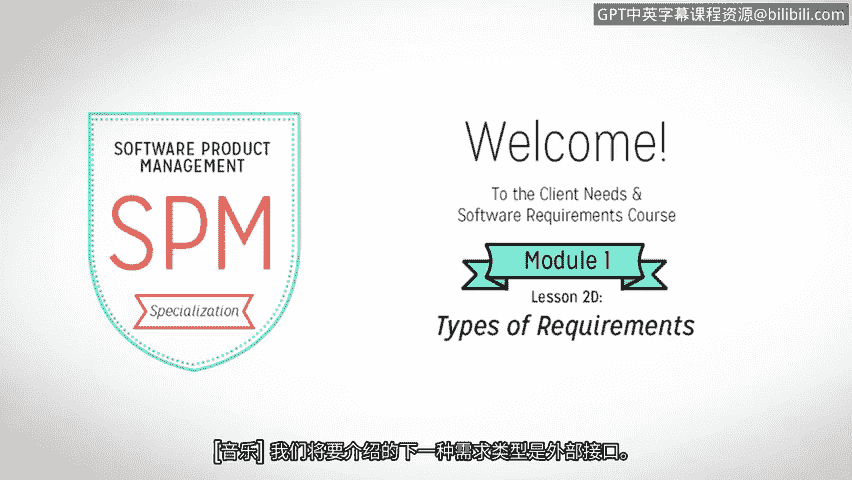 GPT中英字幕课程资源@bilibili.com
SOFTWARE PRODUCT
MANAGEMENT
SPM
Specialization
Welcome!
To the Client Needs &
Software Requirements Course
Module 1
Lesson 2D:
Types of Requirements
[音乐] 我们将要介绍的下一种需求类型是外部接口。